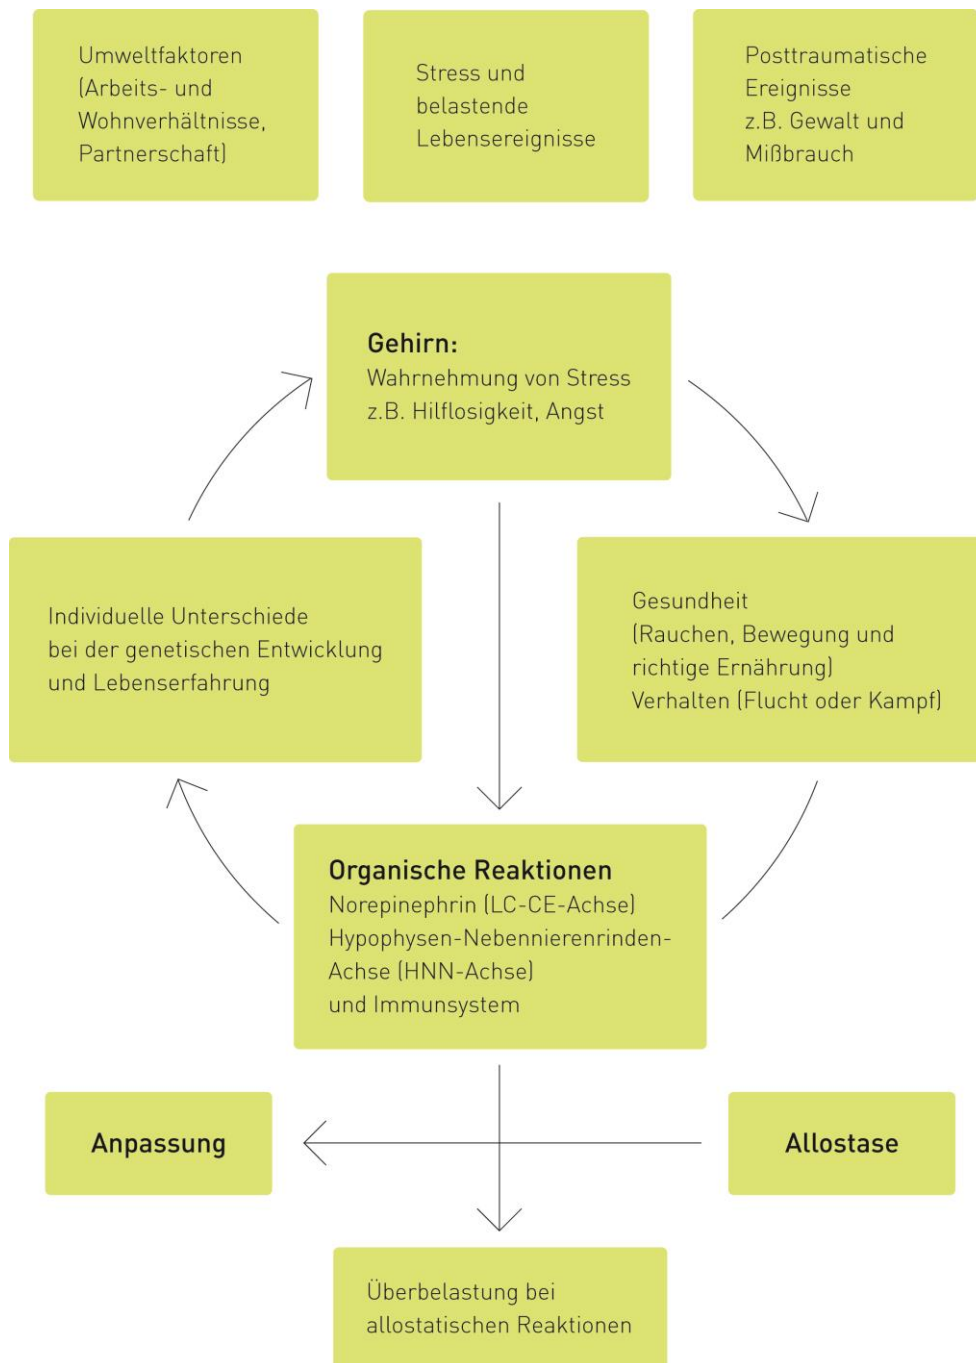 Umweltfaktoren
(Arbeits- und
Wohnverhältnisse,
Partnerschaft)
Stress und
belastende
Lebensereignisse
Posttraumatische
Ereignisse
z.B. Gewalt und
Mißbrauch
Gehirn:
Wahrnehmung von Stress
z.B. Hilflosigkeit, Angst
Individuelle Unterschiede
bei der genetischen Entwicklung
und Lebenserfahrung
Gesundheit
(Rauchen, Bewegung und
richtige Ernährung)
Verhalten (Flucht oder Kampf)
Organische Reaktionen
Norepinephrin (LC-CE-Achse)
Hypophysen-Nebennierenrinden-
Achse (HNN-Achse)
und Immunsystem
Anpassung
Allostase
Überbelastung bei
allostatischen Reaktionen